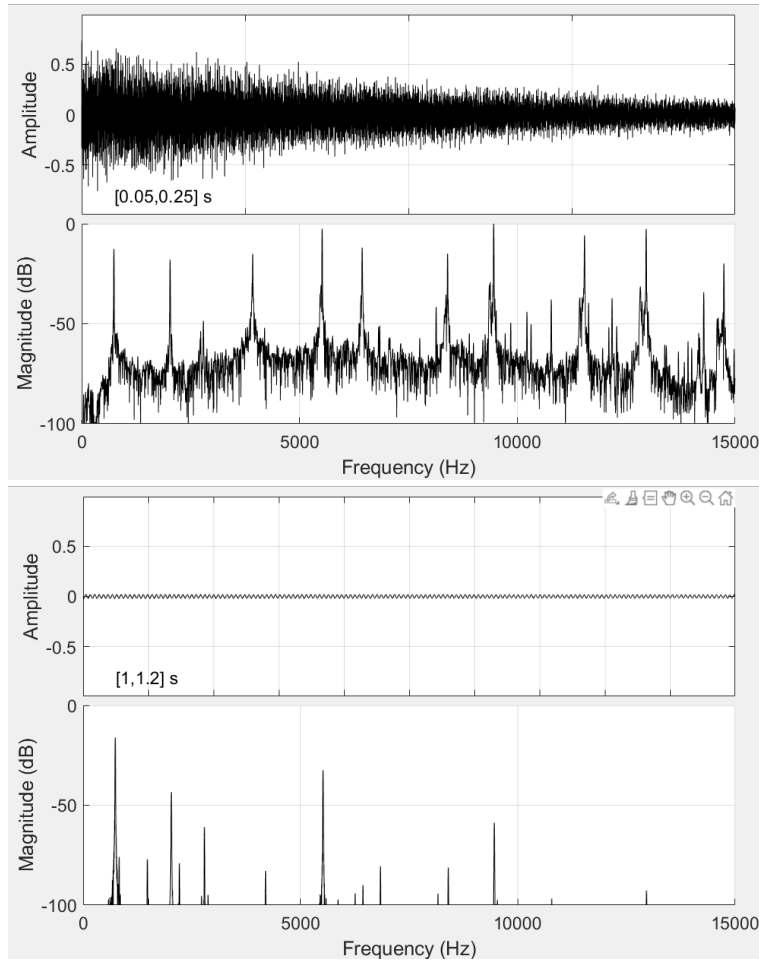 Amplitude
0.5
0
-0.5
[0.05,0.25] s
Magnitude (dB)
0
-50
-100
0 5000 10000 15000
Frequency (Hz)
Amplitude
0.5
0
-0.5
[1,1.2] s
Magnitude (dB)
0
-50
-100
0 5000 10000 15000
Frequency (Hz)